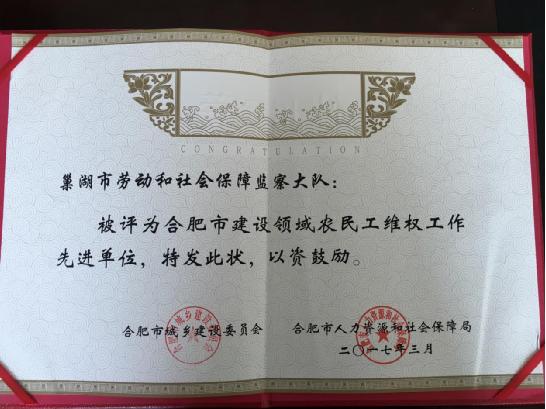 CONGRATULATION
巢湖市劳动和社会保障监察大队：
被评为合肥市建设领域农民工维权工作
先进单位，特发此状，以资鼓励。
合肥市城乡建设委员会 合肥市人力资源和社会保障局
二〇一七年三月